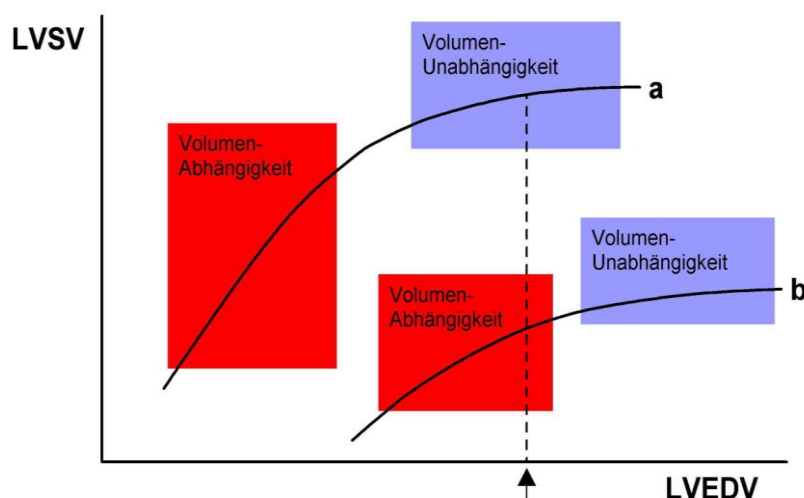 LVSV
Volumen-
Unabhängigkeit
a
Volumen-
Abhängigkeit
Volumen-
Unabhängigkeit
Volumen-
Abhängigkeit
b
LVEDV